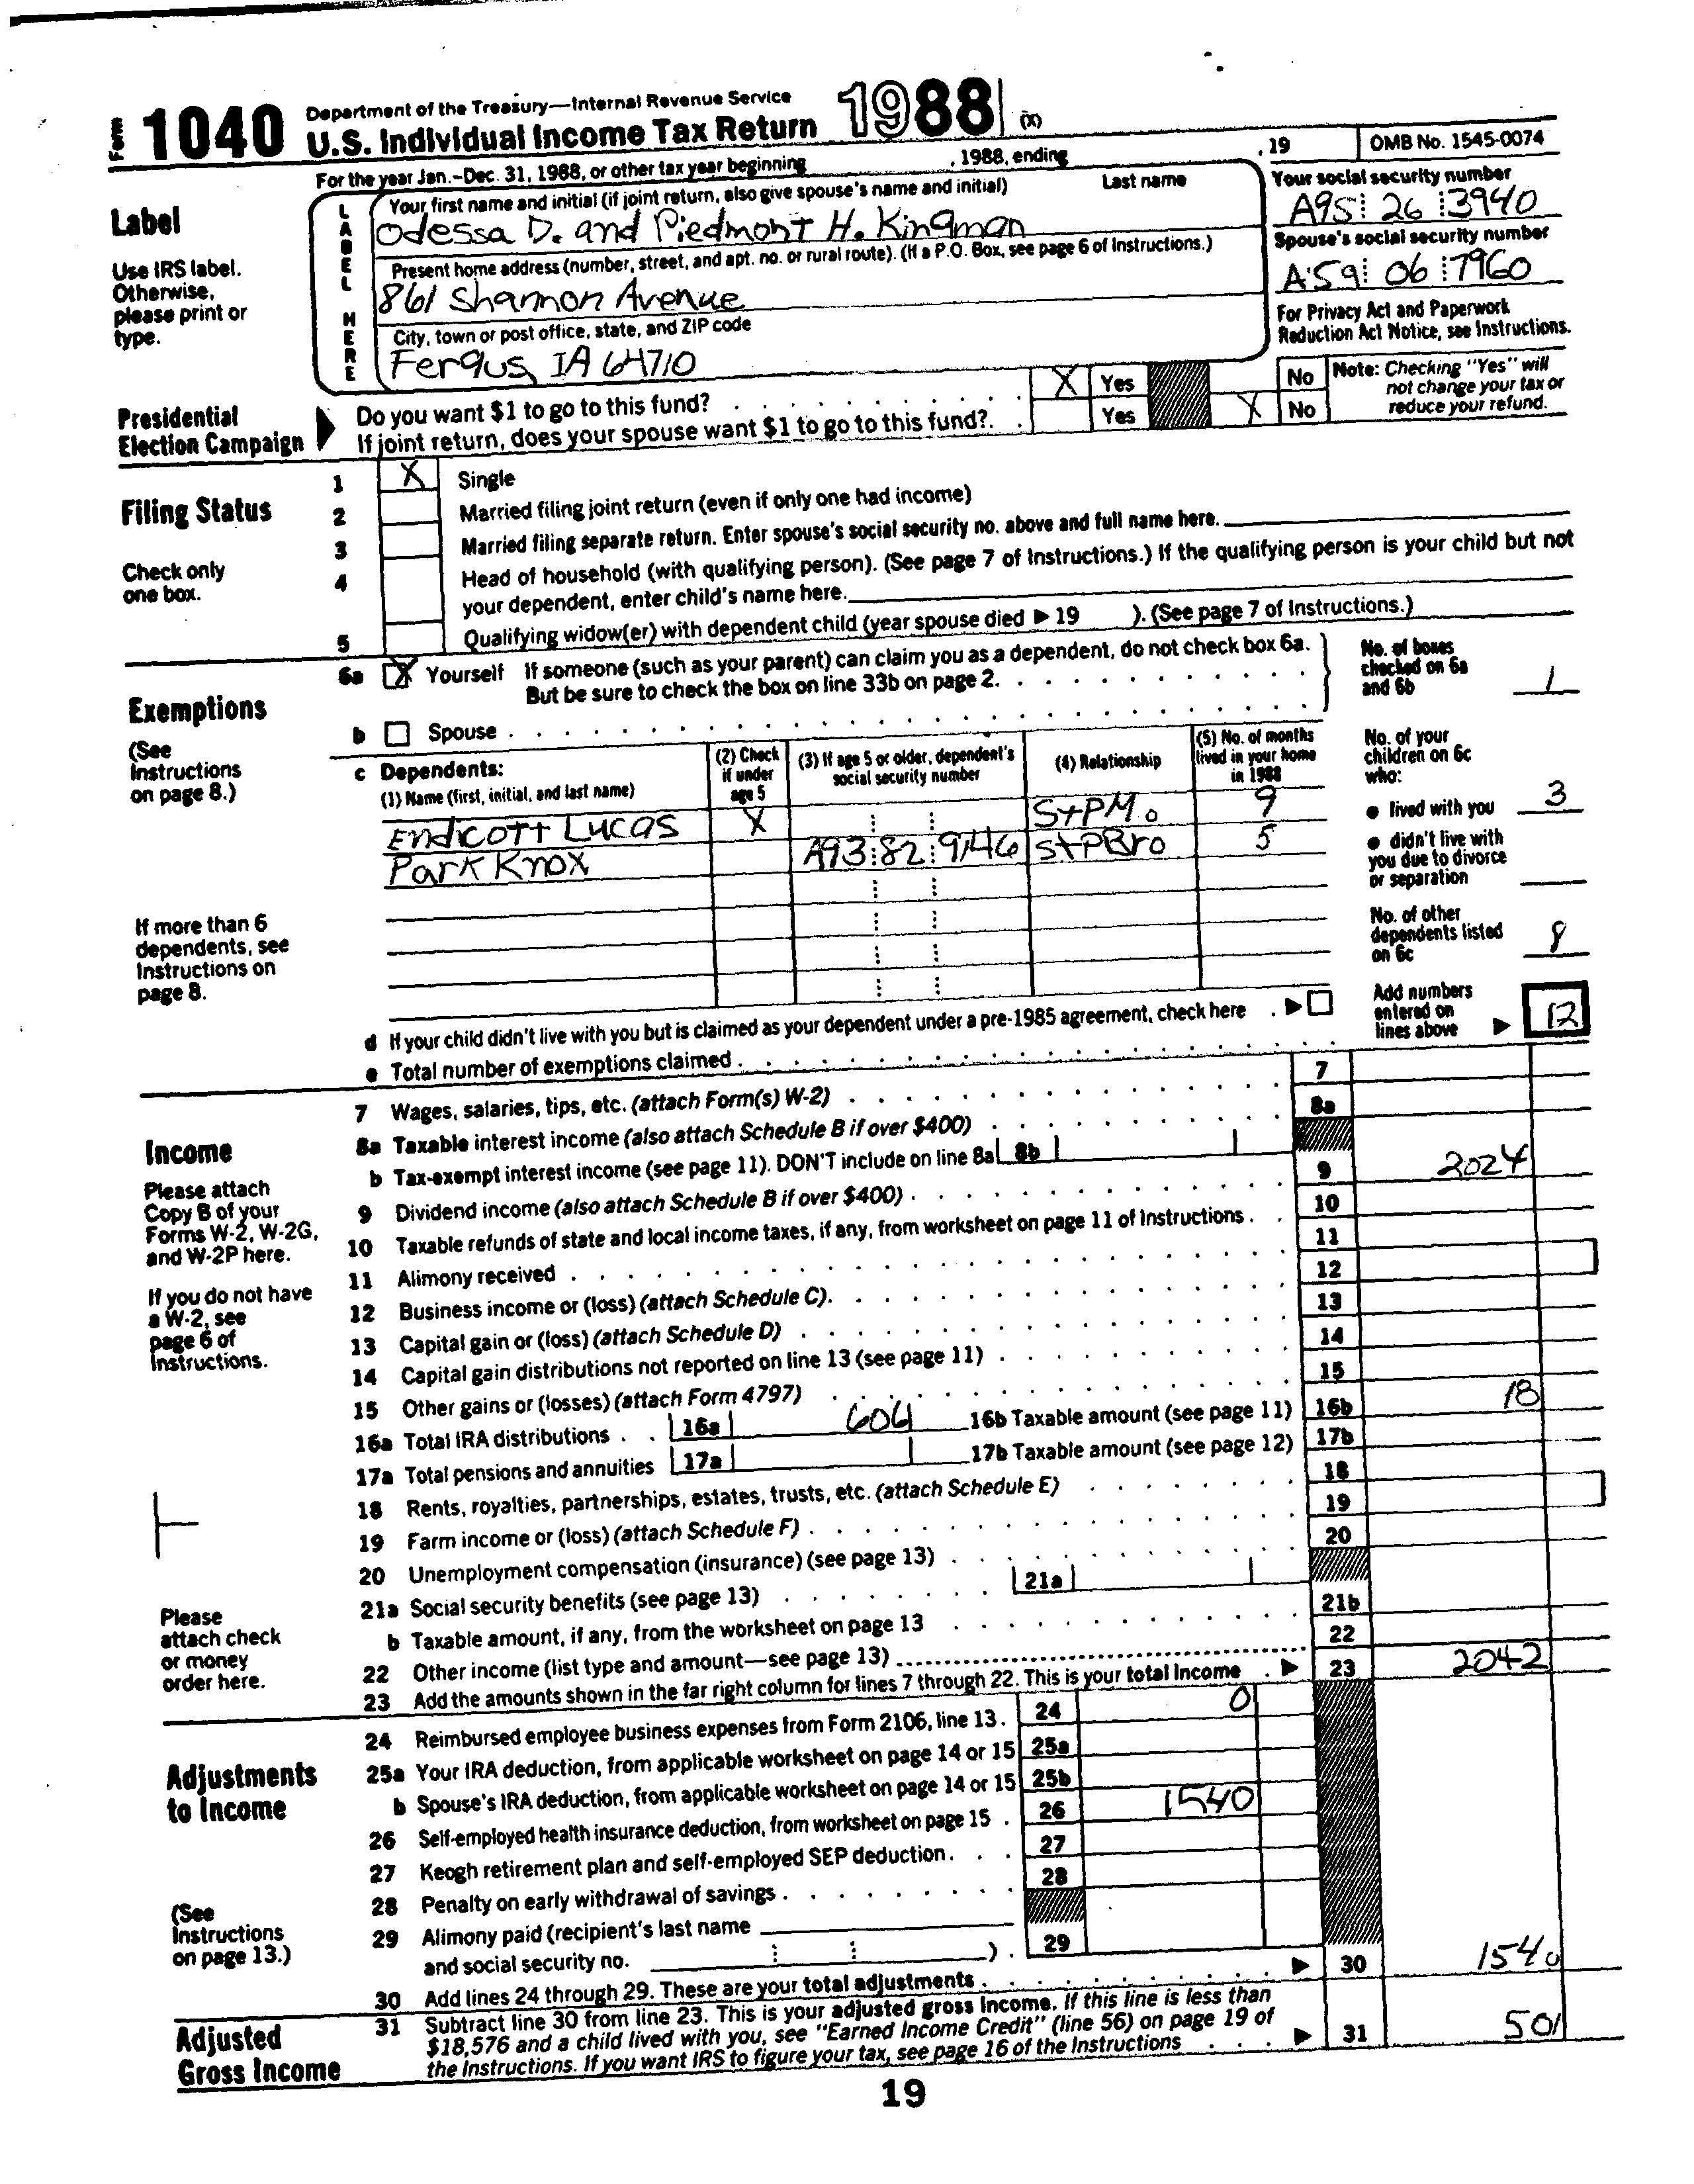 Form 1040 Department of the Treasury—Internal Revenue Service
U.S. Individual Income Tax Return 1988 (X)
For the year Jan.–Dec. 31, 1988, or other tax year beginning , 1988, ending , 19 OMB No. 1545-0074
Label
Use IRS label.
Otherwise,
please print or
type.
LABEL HERE
Your first name and initial (if joint return, also give spouse's name and initial) Last name
Odessa D. and Piedmont H. Kingman
Your social security number
A95 26 3940
Present home address (number, street, and apt. no. or rural route). (If a P.O. Box, see page 6 of Instructions.)
861 Shannon Avenue
Spouse's social security number
A59 06 7960
City, town or post office, state, and ZIP code
Fergus, IA 64710
For Privacy Act and Paperwork
Reduction Act Notice, see Instructions.
Presidential
Election Campaign
Do you want $1 to go to this fund? X Yes No
If joint return, does your spouse want $1 to go to this fund? Yes X No
Note: Checking "Yes" will
not change your tax or
reduce your refund.
Filing Status
Check only
one box.
1 X Single
2 Married filing joint return (even if only one had income)
3 Married filing separate return. Enter spouse's social security no. above and full name here.
4 Head of household (with qualifying person). (See page 7 of Instructions.) If the qualifying person is your child but not
your dependent, enter child's name here.
5 Qualifying widow(er) with dependent child (year spouse died ▶ 19 ). (See page 7 of Instructions.)
Exemptions
(See
Instructions
on page 8.)
6a X Yourself If someone (such as your parent) can claim you as a dependent, do not check box 6a.
But be sure to check the box on line 33b on page 2.
b Spouse
No. of boxes
checked on 6a
and 6b 1
c Dependents:
(1) Name (first, initial, and last name)
(2) Check
if under
age 5
(3) If age 5 or older, dependent's
social security number
(4) Relationship
(5) No. of months
lived in your home
in 1988
Endicott Lucas X StPM. 9
Park Knox A93 82 9146 StPBro 5
No. of your
children on 6c
who:
● lived with you 3
● didn't live with
you due to divorce
or separation
No. of other
dependents listed
on 6c 8
If more than 6
dependents, see
Instructions on
page 8.
d If your child didn't live with you but is claimed as your dependent under a pre-1985 agreement, check here ▶
e Total number of exemptions claimed
Add numbers
entered on
lines above ▶ 12
Income
Please attach
Copy B of your
Forms W-2, W-2G,
and W-2P here.
If you do not have
a W-2, see
page 6 of
Instructions.
7 Wages, salaries, tips, etc. (attach Form(s) W-2) 7
8a Taxable interest income (also attach Schedule B if over $400) 8a
b Tax-exempt interest income (see page 11). DON'T include on line 8a 8b
9 Dividend income (also attach Schedule B if over $400) 9 2024
10 Taxable refunds of state and local income taxes, if any, from worksheet on page 11 of Instructions. 10
11 Alimony received 11
12 Business income or (loss) (attach Schedule C). 12
13 Capital gain or (loss) (attach Schedule D) 13
14 Capital gain distributions not reported on line 13 (see page 11) 14
15 Other gains or (losses) (attach Form 4797) 15
16a Total IRA distributions 16a 604 16b Taxable amount (see page 11) 16b 18
17a Total pensions and annuities 17a 17b Taxable amount (see page 12) 17b
18 Rents, royalties, partnerships, estates, trusts, etc. (attach Schedule E) 18
19 Farm income or (loss) (attach Schedule F) 19
20 Unemployment compensation (insurance) (see page 13) 20
21a Social security benefits (see page 13) 21a
b Taxable amount, if any, from the worksheet on page 13 21b
22 Other income (list type and amount—see page 13) 22
23 Add the amounts shown in the far right column for lines 7 through 22. This is your total income ▶ 23 2042
Please
attach check
or money
order here.
Adjustments
to Income
(See
Instructions
on page 13.)
24 Reimbursed employee business expenses from Form 2106, line 13. 24 0
25a Your IRA deduction, from applicable worksheet on page 14 or 15 25a
b Spouse's IRA deduction, from applicable worksheet on page 14 or 15 25b
26 Self-employed health insurance deduction, from worksheet on page 15 26 1540
27 Keogh retirement plan and self-employed SEP deduction 27
28 Penalty on early withdrawal of savings 28
29 Alimony paid (recipient's last name
and social security no. ) 29
30 Add lines 24 through 29. These are your total adjustments ▶ 30 1540
Adjusted
Gross Income
31 Subtract line 30 from line 23. This is your adjusted gross income. If this line is less than
$18,576 and a child lived with you, see "Earned Income Credit" (line 56) on page 19 of
the Instructions. If you want IRS to figure your tax, see page 16 of the Instructions ▶ 31 501
19